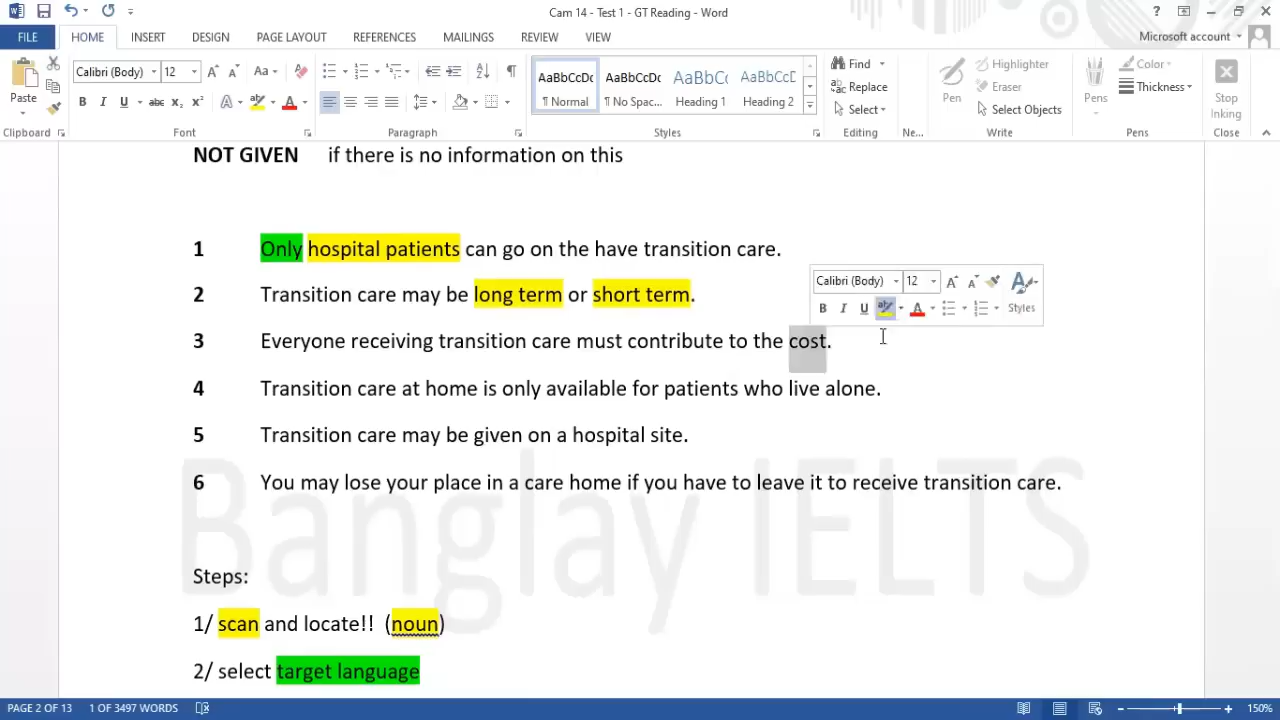 Cam 14 - Test 1 - GT Reading - Word
FILE HOME INSERT DESIGN PAGE LAYOUT REFERENCES MAILINGS REVIEW VIEW Microsoft account
Paste
Calibri (Body) 12
AaBbCcDc AaBbCcDc AaBbCc AaBbCcD
¶ Normal ¶ No Spac... Heading 1 Heading 2
Find
Replace
Select
Pen
Highlighter
Eraser
Select Objects
Pens
Color
Thickness
Stop
Inking
Clipboard Font Paragraph Styles Editing Ne... Write Pens Close
NOT GIVEN if there is no information on this
1 Only hospital patients can go on the have transition care.
Calibri (Body) 12
Styles
2 Transition care may be long term or short term.
3 Everyone receiving transition care must contribute to the cost.
4 Transition care at home is only available for patients who live alone.
5 Transition care may be given on a hospital site.
6 You may lose your place in a care home if you have to leave it to receive transition care.
Banglay IELTS
Steps:
1/ scan and locate!! (noun)
2/ select target language
PAGE 2 OF 13 1 OF 3497 WORDS 150%